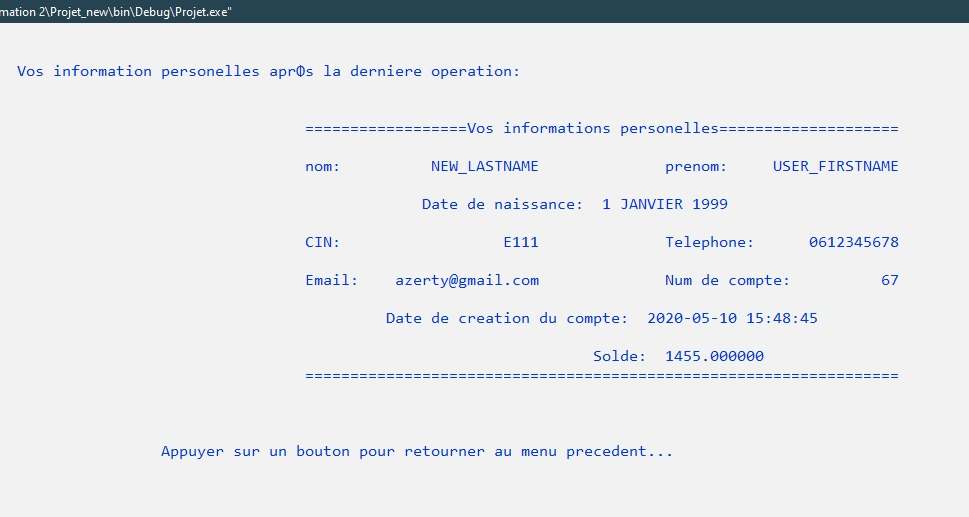 mation 2\Projet_new\bin\Debug\Projet.exe"
Vos information personelles aprΦs la derniere operation:
==================Vos informations personelles====================
nom: NEW_LASTNAME prenom: USER_FIRSTNAME
Date de naissance: 1 JANVIER 1999
CIN: E111 Telephone: 0612345678
Email: azerty@gmail.com Num de compte: 67
Date de creation du compte: 2020-05-10 15:48:45
Solde: 1455.000000
==================================================================
Appuyer sur un bouton pour retourner au menu precedent...